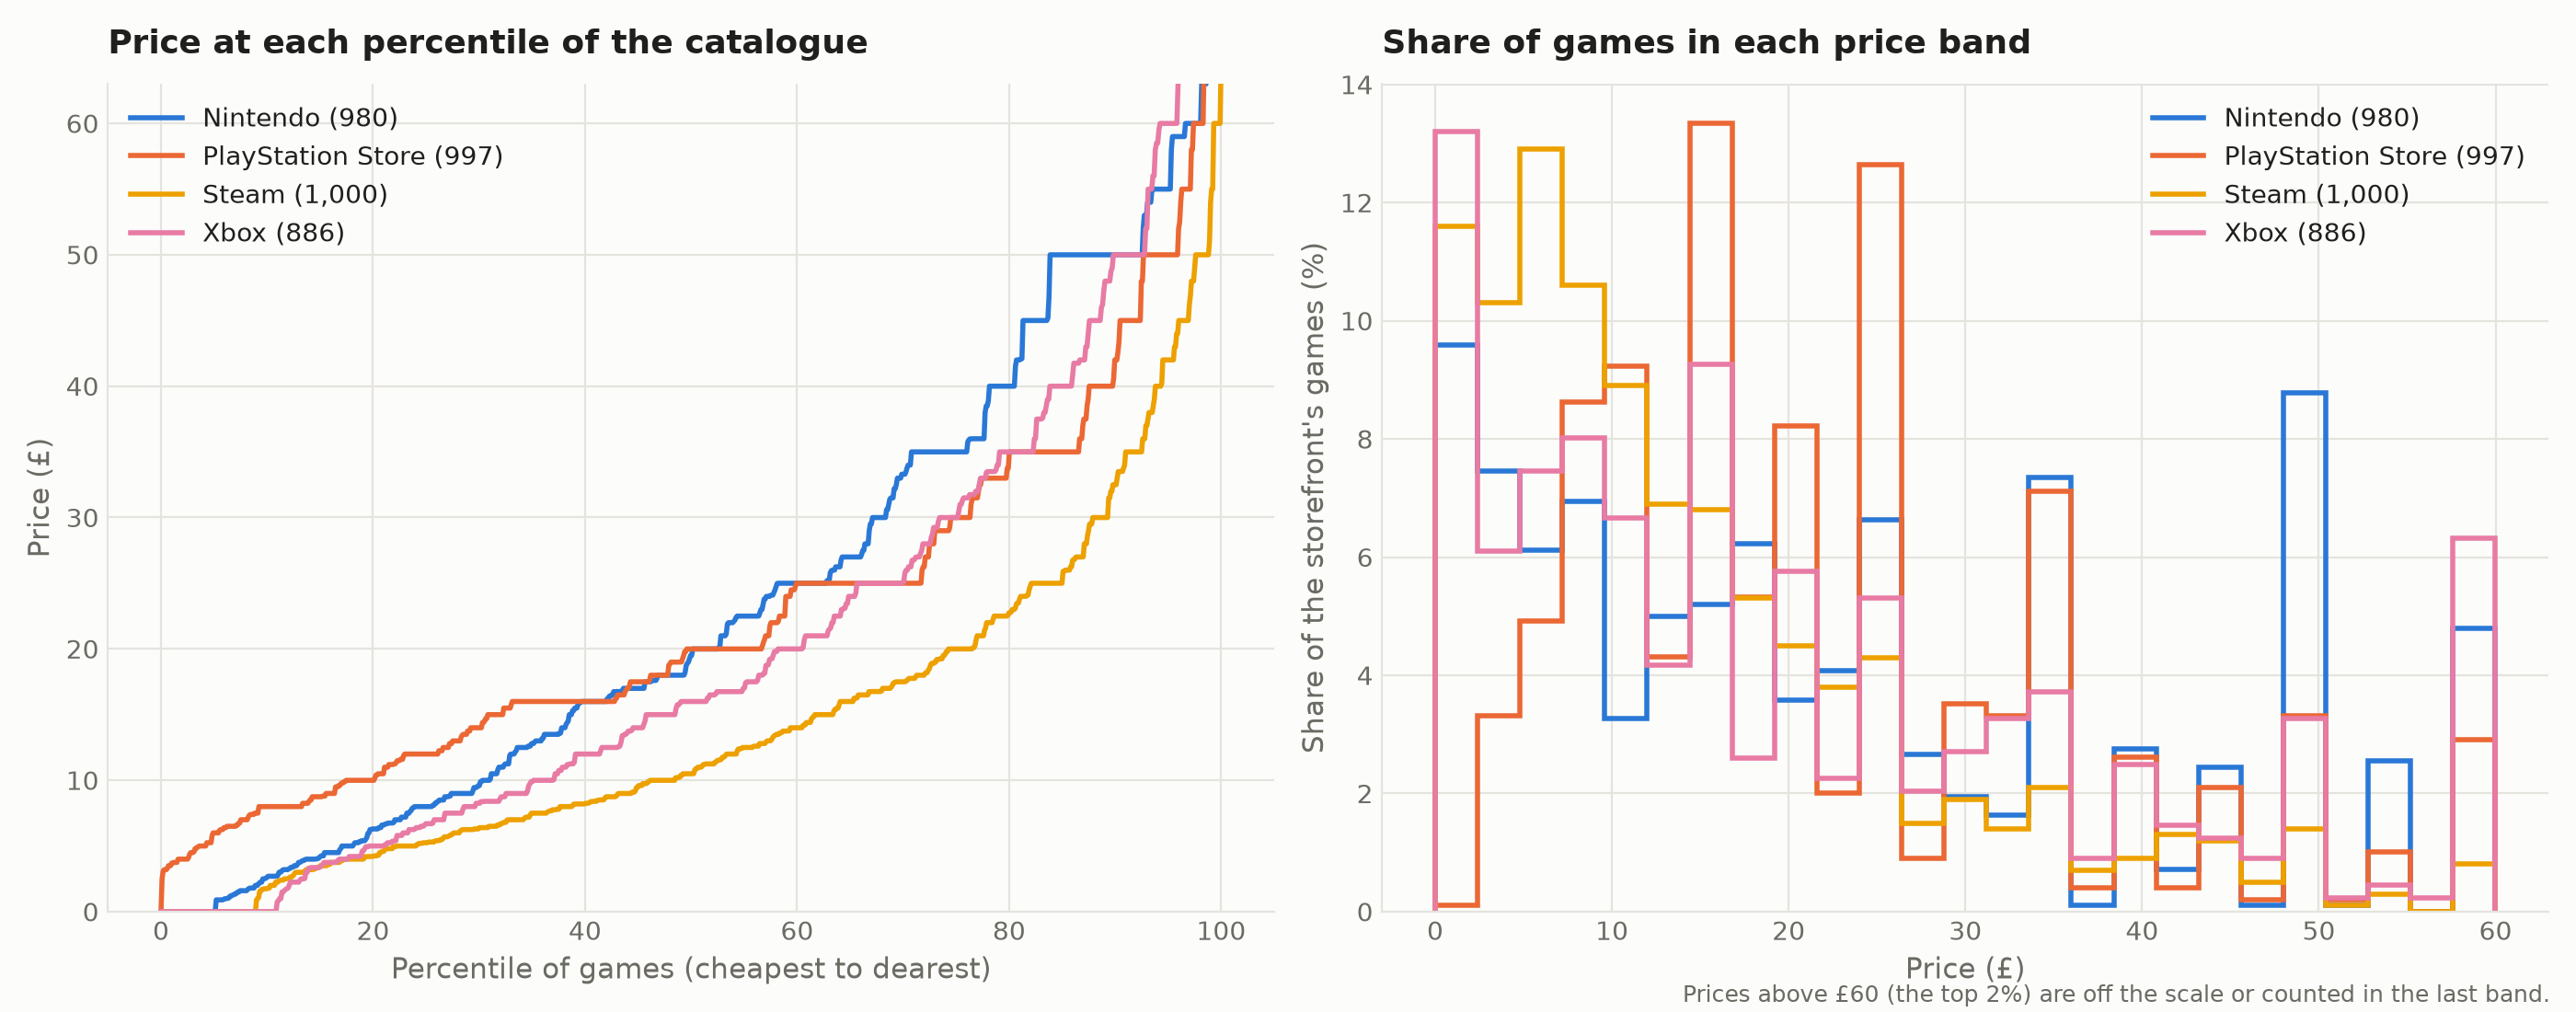 Price at each percentile of the catalogue
Price (£)
60
50
40
30
20
10
0
Nintendo (980)
PlayStation Store (997)
Steam (1,000)
Xbox (886)
0 20 40 60 80 100
Percentile of games (cheapest to dearest)
Share of games in each price band
Share of the storefront's games (%)
14
12
10
8
6
4
2
0
Nintendo (980)
PlayStation Store (997)
Steam (1,000)
Xbox (886)
0 10 20 30 40 50 60
Price (£)
Prices above £60 (the top 2%) are off the scale or counted in the last band.